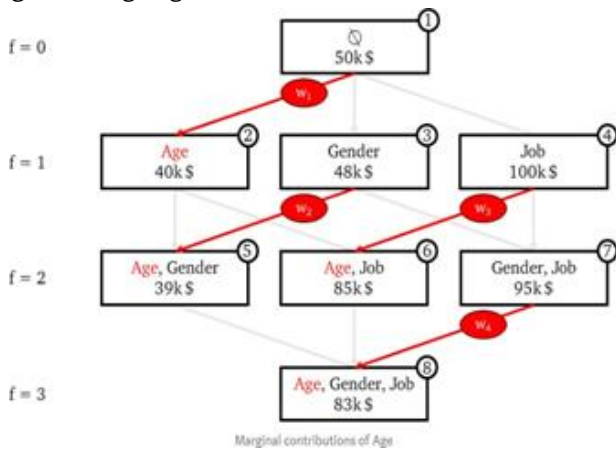 f = 0
1
∅
50k $
w₁
f = 1
2
Age
40k $
3
Gender
48k $
4
Job
100k $
w₂
w₃
f = 2
5
Age, Gender
39k $
6
Age, Job
85k $
7
Gender, Job
95k $
w₄
f = 3
8
Age, Gender, Job
83k $
Marginal contributions of Age